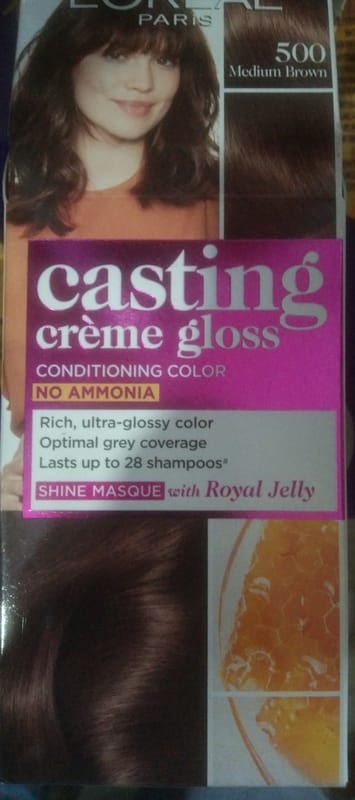 L'ORÉAL
PARIS
500
Medium Brown
casting
crème gloss
CONDITIONING COLOR
NO AMMONIA
Rich, ultra-glossy color
Optimal grey coverage
Lasts up to 28 shampoos#
SHINE MASQUE with Royal Jelly